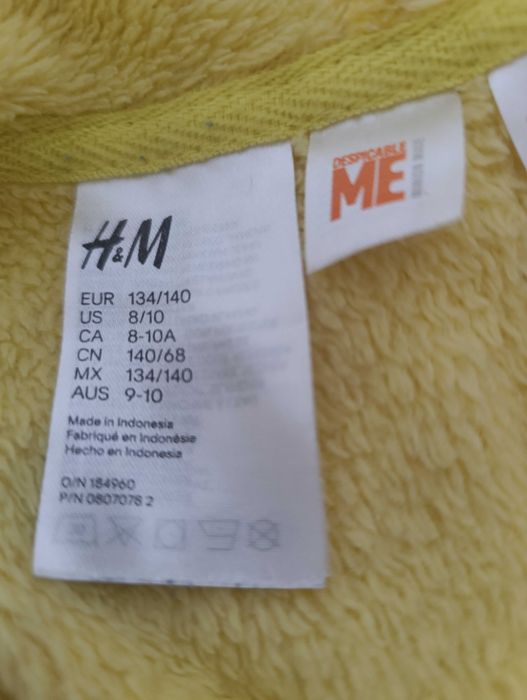 H&M
EUR 134/140
US 8/10
CA 8-10A
CN 140/68
MX 134/140
AUS 9-10
Made in Indonesia
Fabriqué en Indonésie
Hecho en Indonesia
O/N 184960
P/N 0807078 2
DESPICABLE
ME